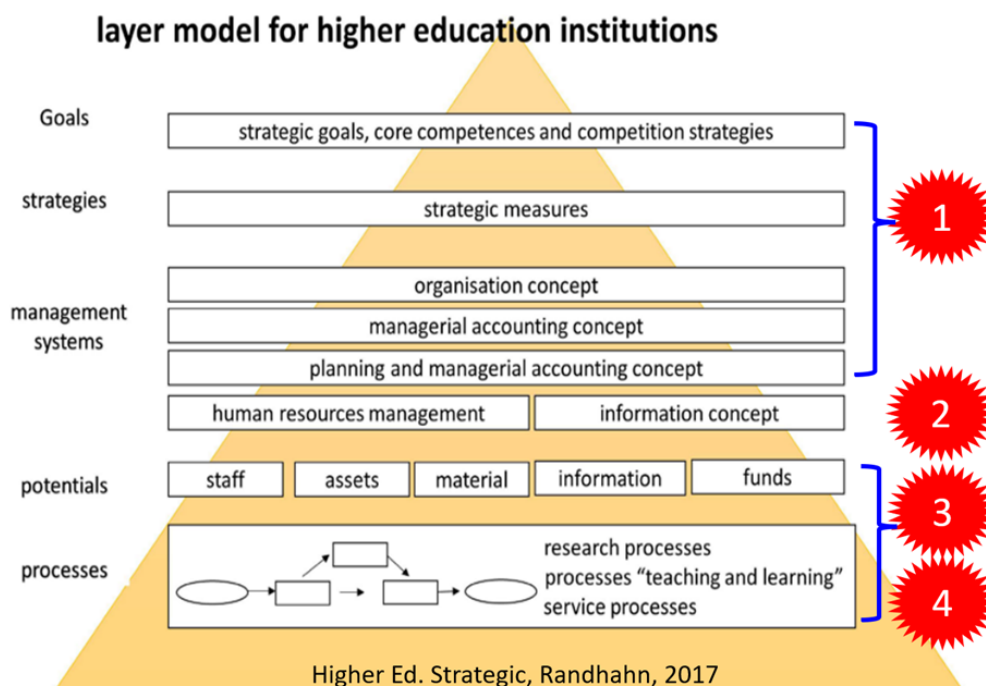 layer model for higher education institutions
Goals
strategic goals, core competences and competition strategies
1
strategies
strategic measures
organisation concept
management
systems
managerial accounting concept
planning and managerial accounting concept
human resources management
information concept
2
potentials
staff
assets
material
information
funds
3
processes
research processes
processes “teaching and learning”
service processes
4
Higher Ed. Strategic, Randhahn, 2017